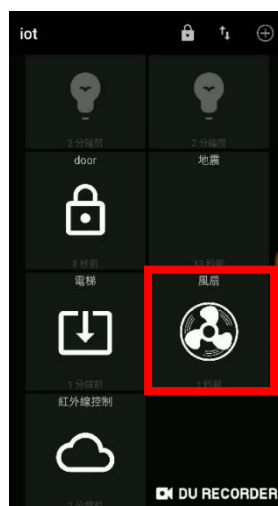 iot
2 分鐘前
2 分鐘前
door
地震
9 秒前
13 秒前
電梯
風扇
1 分鐘前
1 秒前
紅外線控制
DU RECORDER